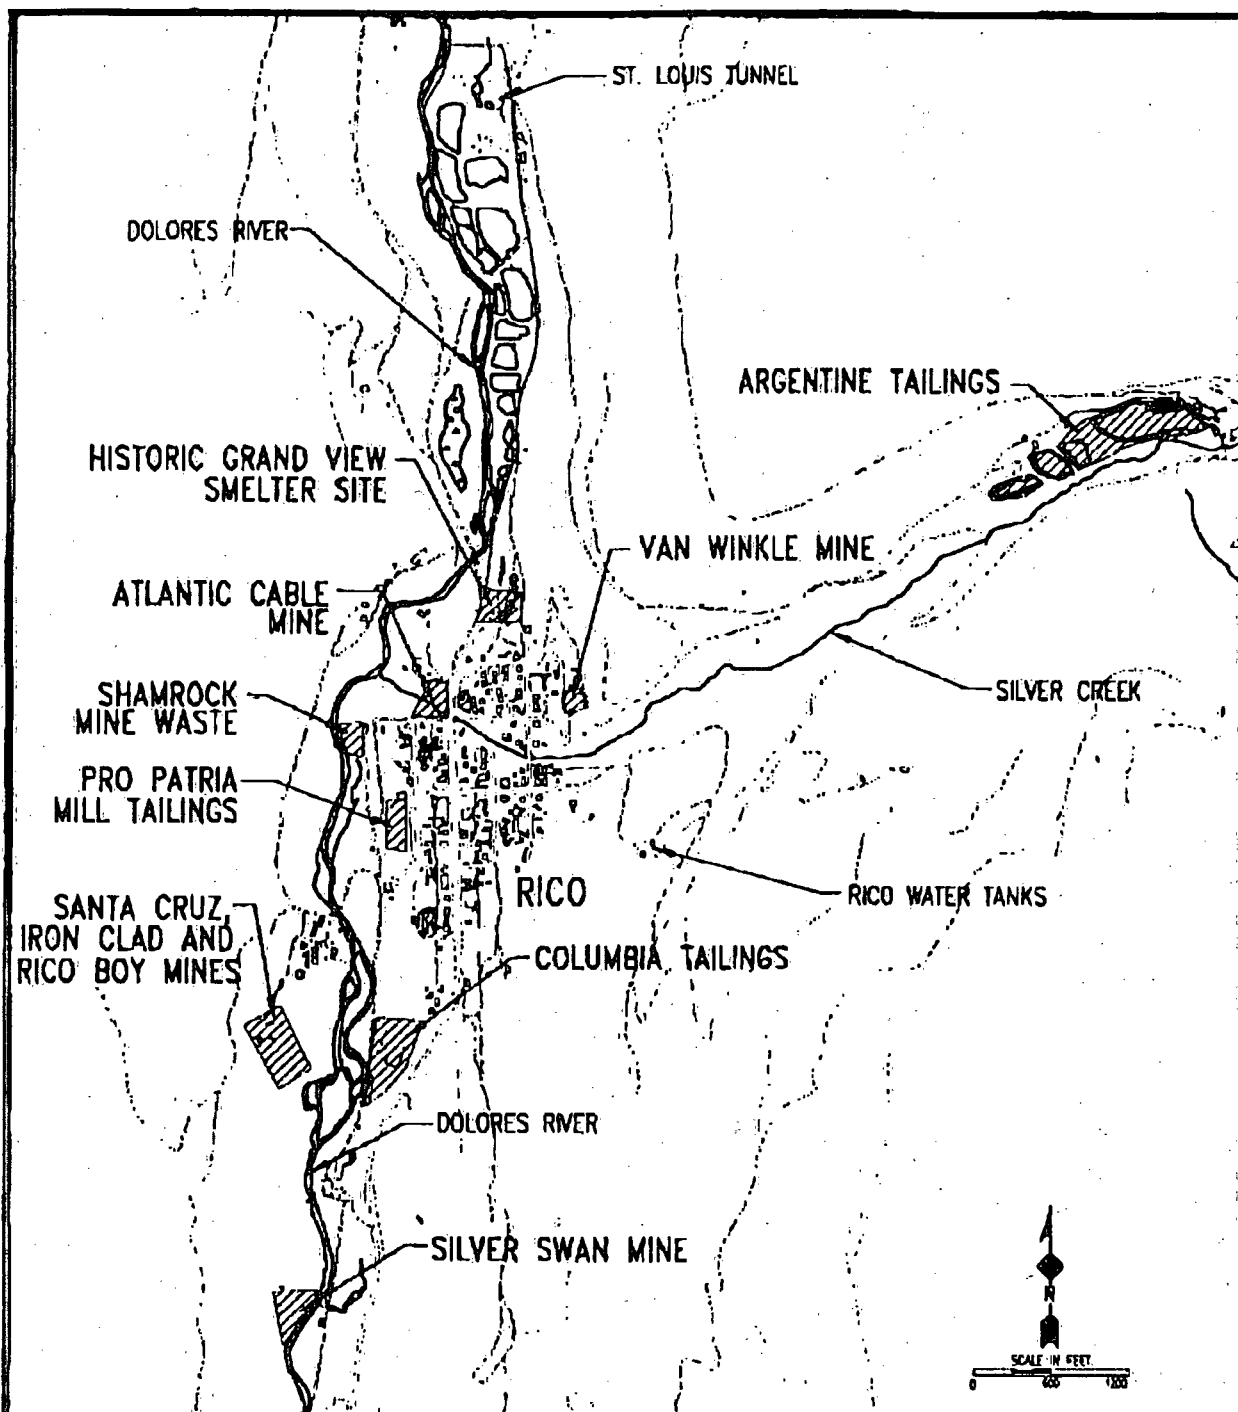 ST. LOUIS TUNNEL
DOLORES RIVER
ARGENTINE TAILINGS
HISTORIC GRAND VIEW
SMELTER SITE
VAN WINKLE MINE
ATLANTIC CABLE
MINE
SHAMROCK
MINE WASTE
SILVER CREEK
PRO PATRIA
MILL TAILINGS
RICO
RICO WATER TANKS
SANTA CRUZ,
IRON CLAD AND
RICO BOY MINES
COLUMBIA TAILINGS
DOLORES RIVER
SILVER SWAN MINE
N
SCALE IN FEET
0 600 1200